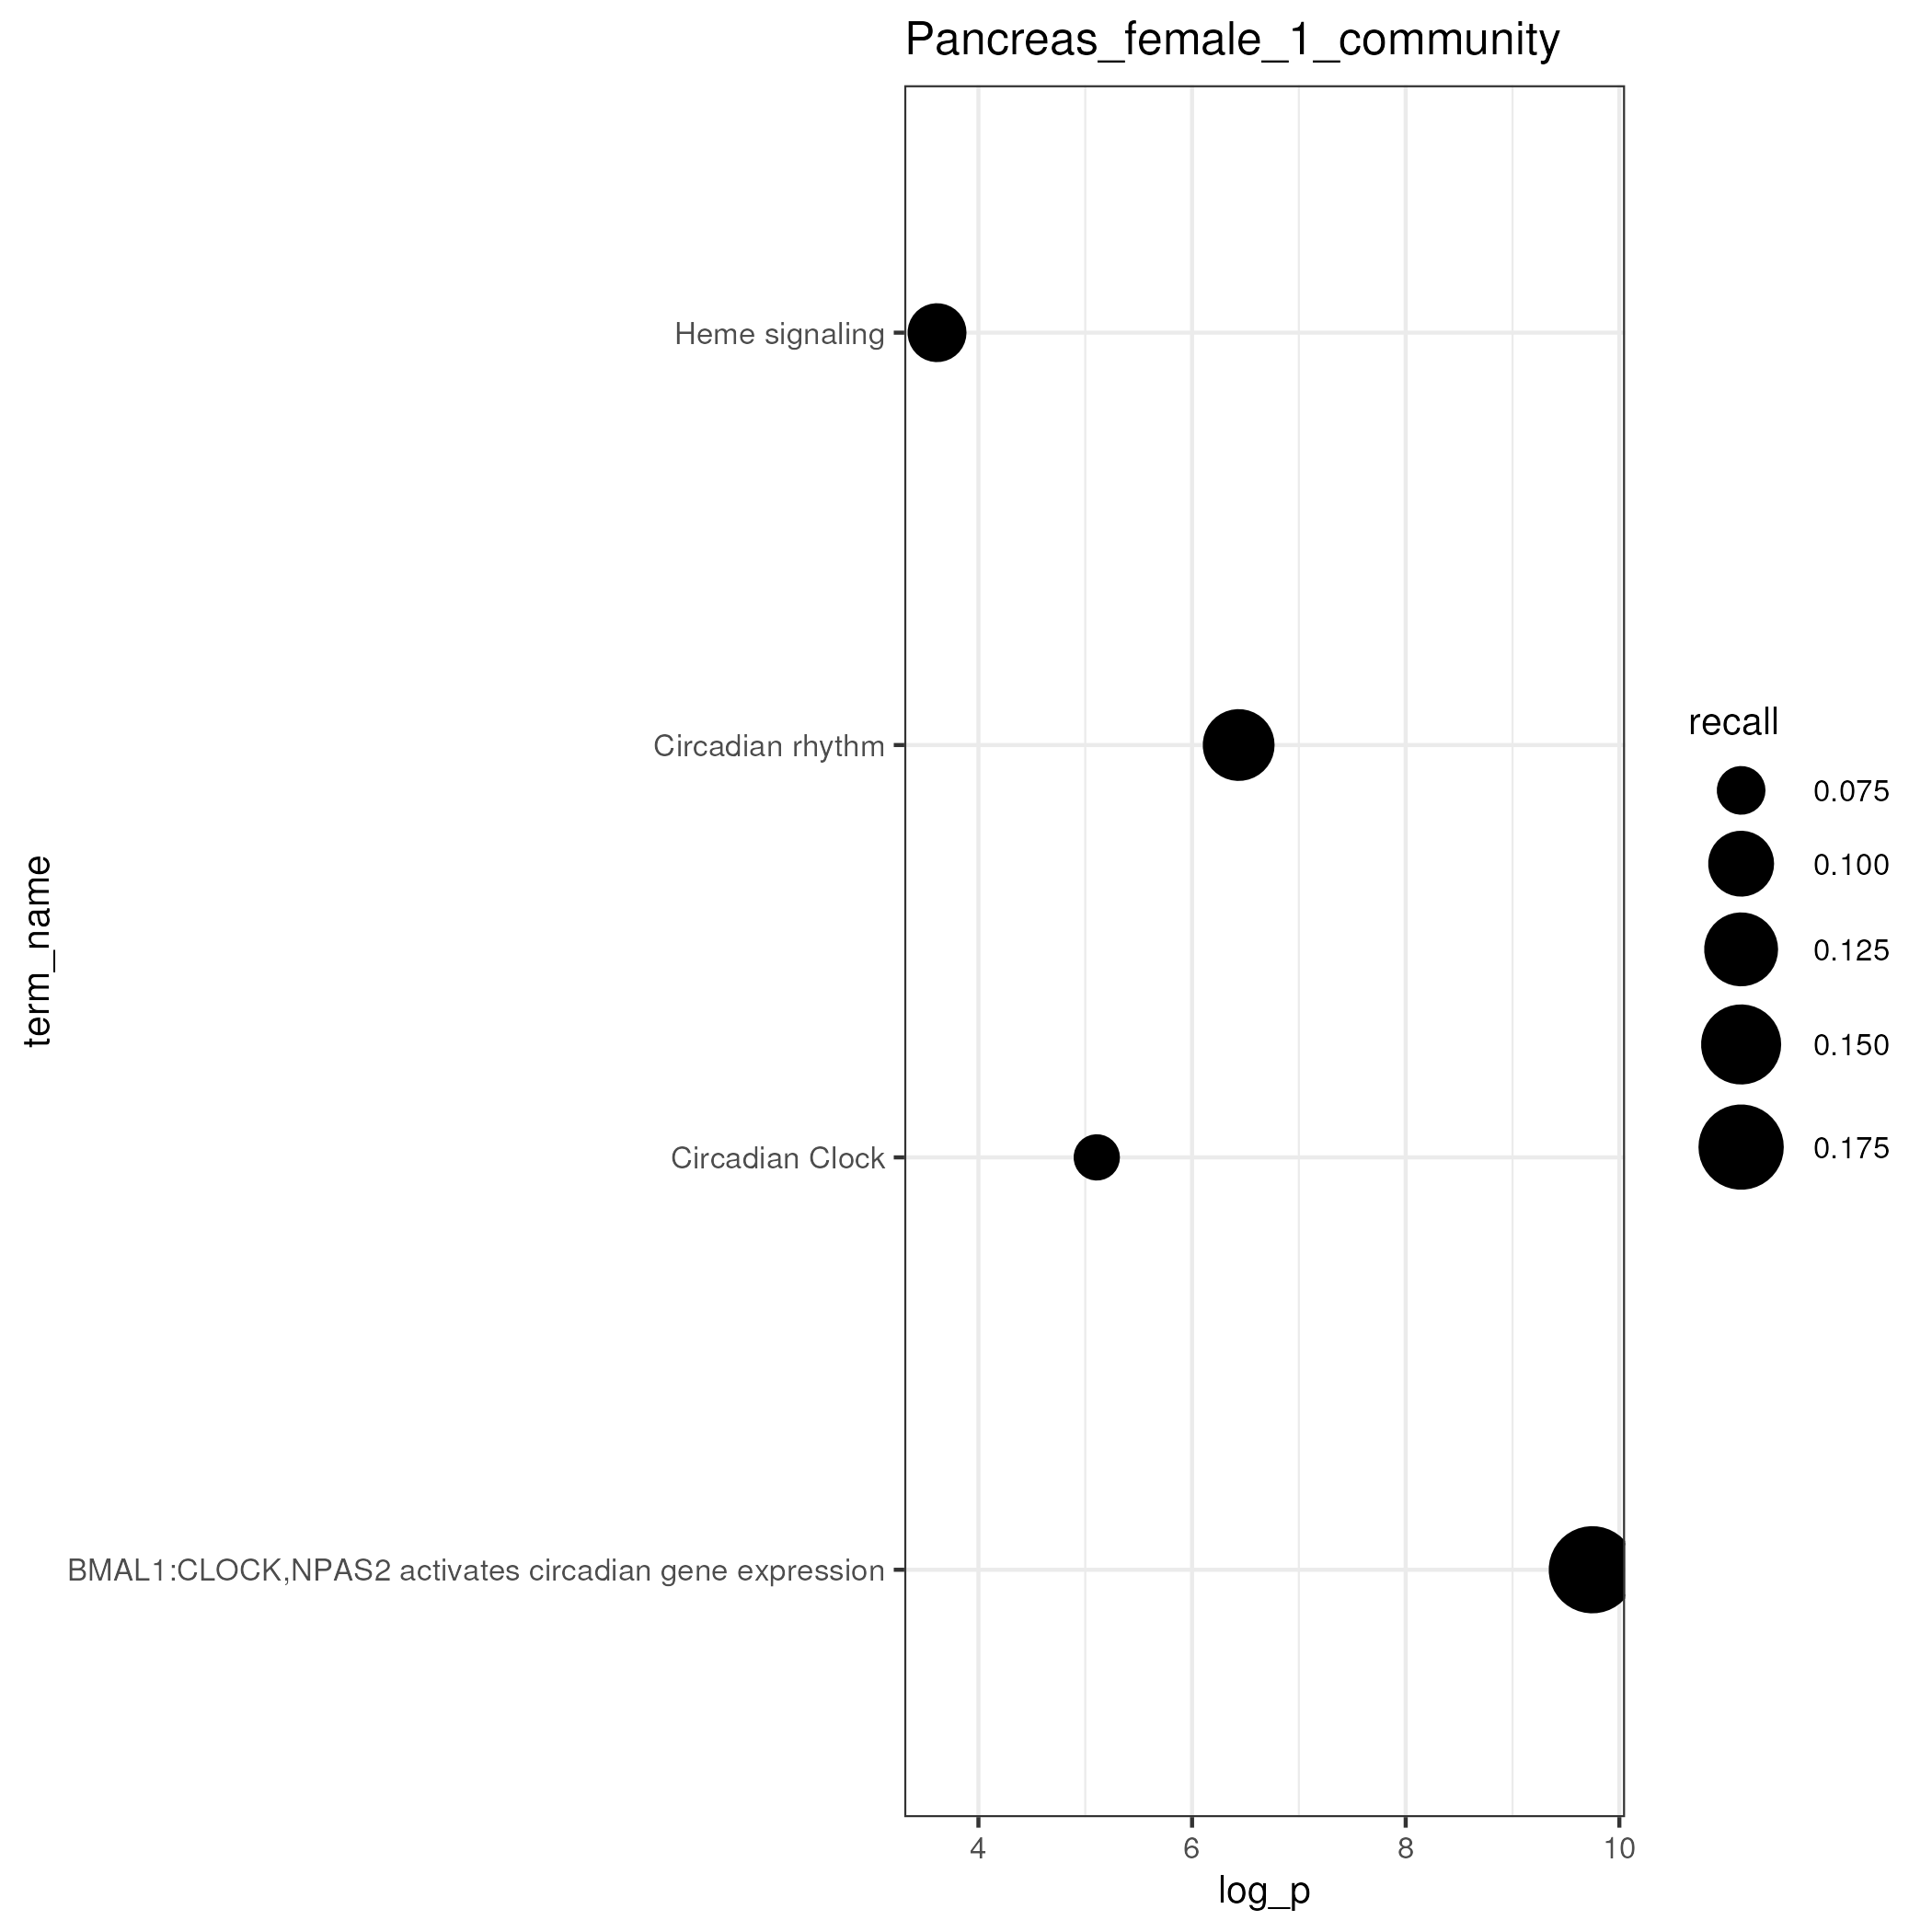 Pancreas_female_1_community
term_name
Heme signaling
Circadian rhythm
Circadian Clock
BMAL1:CLOCK,NPAS2 activates circadian gene expression
4 6 8 10
log_p
recall
0.075
0.100
0.125
0.150
0.175